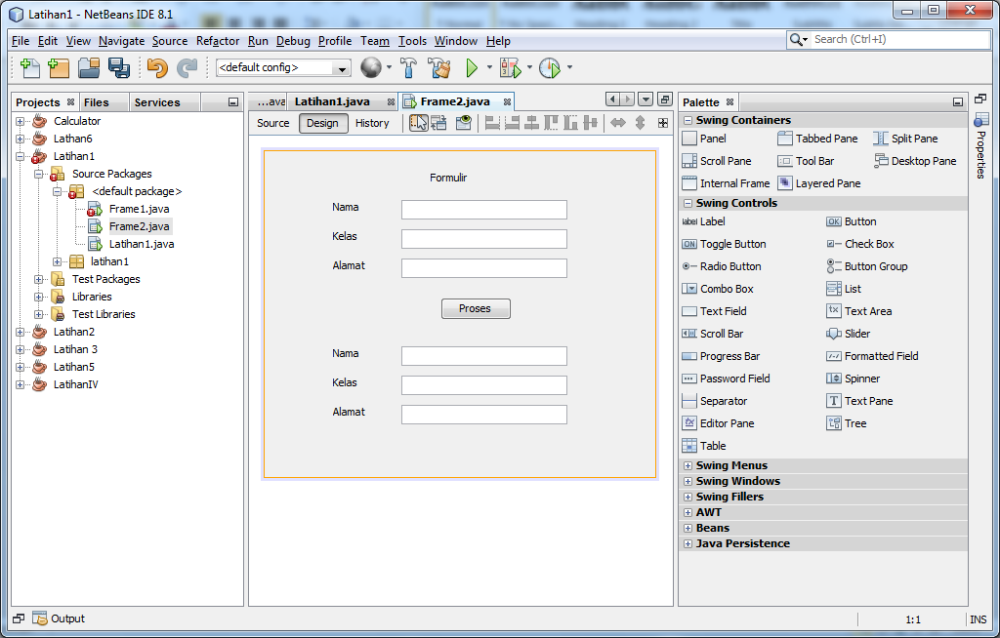 Latihan1 - NetBeans IDE 8.1
File Edit View Navigate Source Refactor Run Debug Profile Team Tools Window Help
Search (Ctrl+I)
<default config>
Projects Files Services
Calculator
Lathan6
Latihan1
Source Packages
<default package>
Frame1.java
Frame2.java
Latihan1.java
latihan1
Test Packages
Libraries
Test Libraries
Latihan2
Latihan 3
Latihan5
LatihanIV
...ava Latihan1.java Frame2.java
Source Design History
Formulir
Nama
Kelas
Alamat
Proses
Nama
Kelas
Alamat
Palette
Swing Containers
Panel Tabbed Pane Split Pane
Scroll Pane Tool Bar Desktop Pane
Internal Frame Layered Pane
Swing Controls
label Label OK Button
ON Toggle Button Check Box
Radio Button Button Group
Combo Box List
Text Field Text Area
Scroll Bar Slider
Progress Bar Formatted Field
Password Field Spinner
Separator Text Pane
Editor Pane Tree
Table
Swing Menus
Swing Windows
Swing Fillers
AWT
Beans
Java Persistence
Properties
Output
1:1 INS